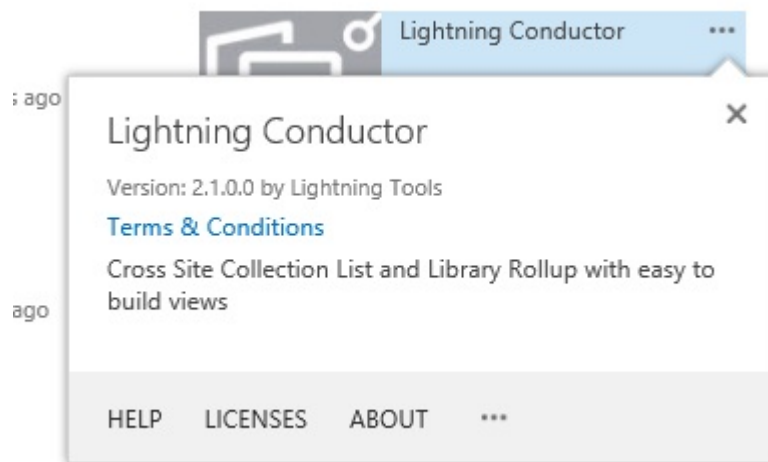 Lightning Conductor ...
s ago
Lightning Conductor
Version: 2.1.0.0 by Lightning Tools
Terms & Conditions
Cross Site Collection List and Library Rollup with easy to
build views
ago
HELP LICENSES ABOUT ...